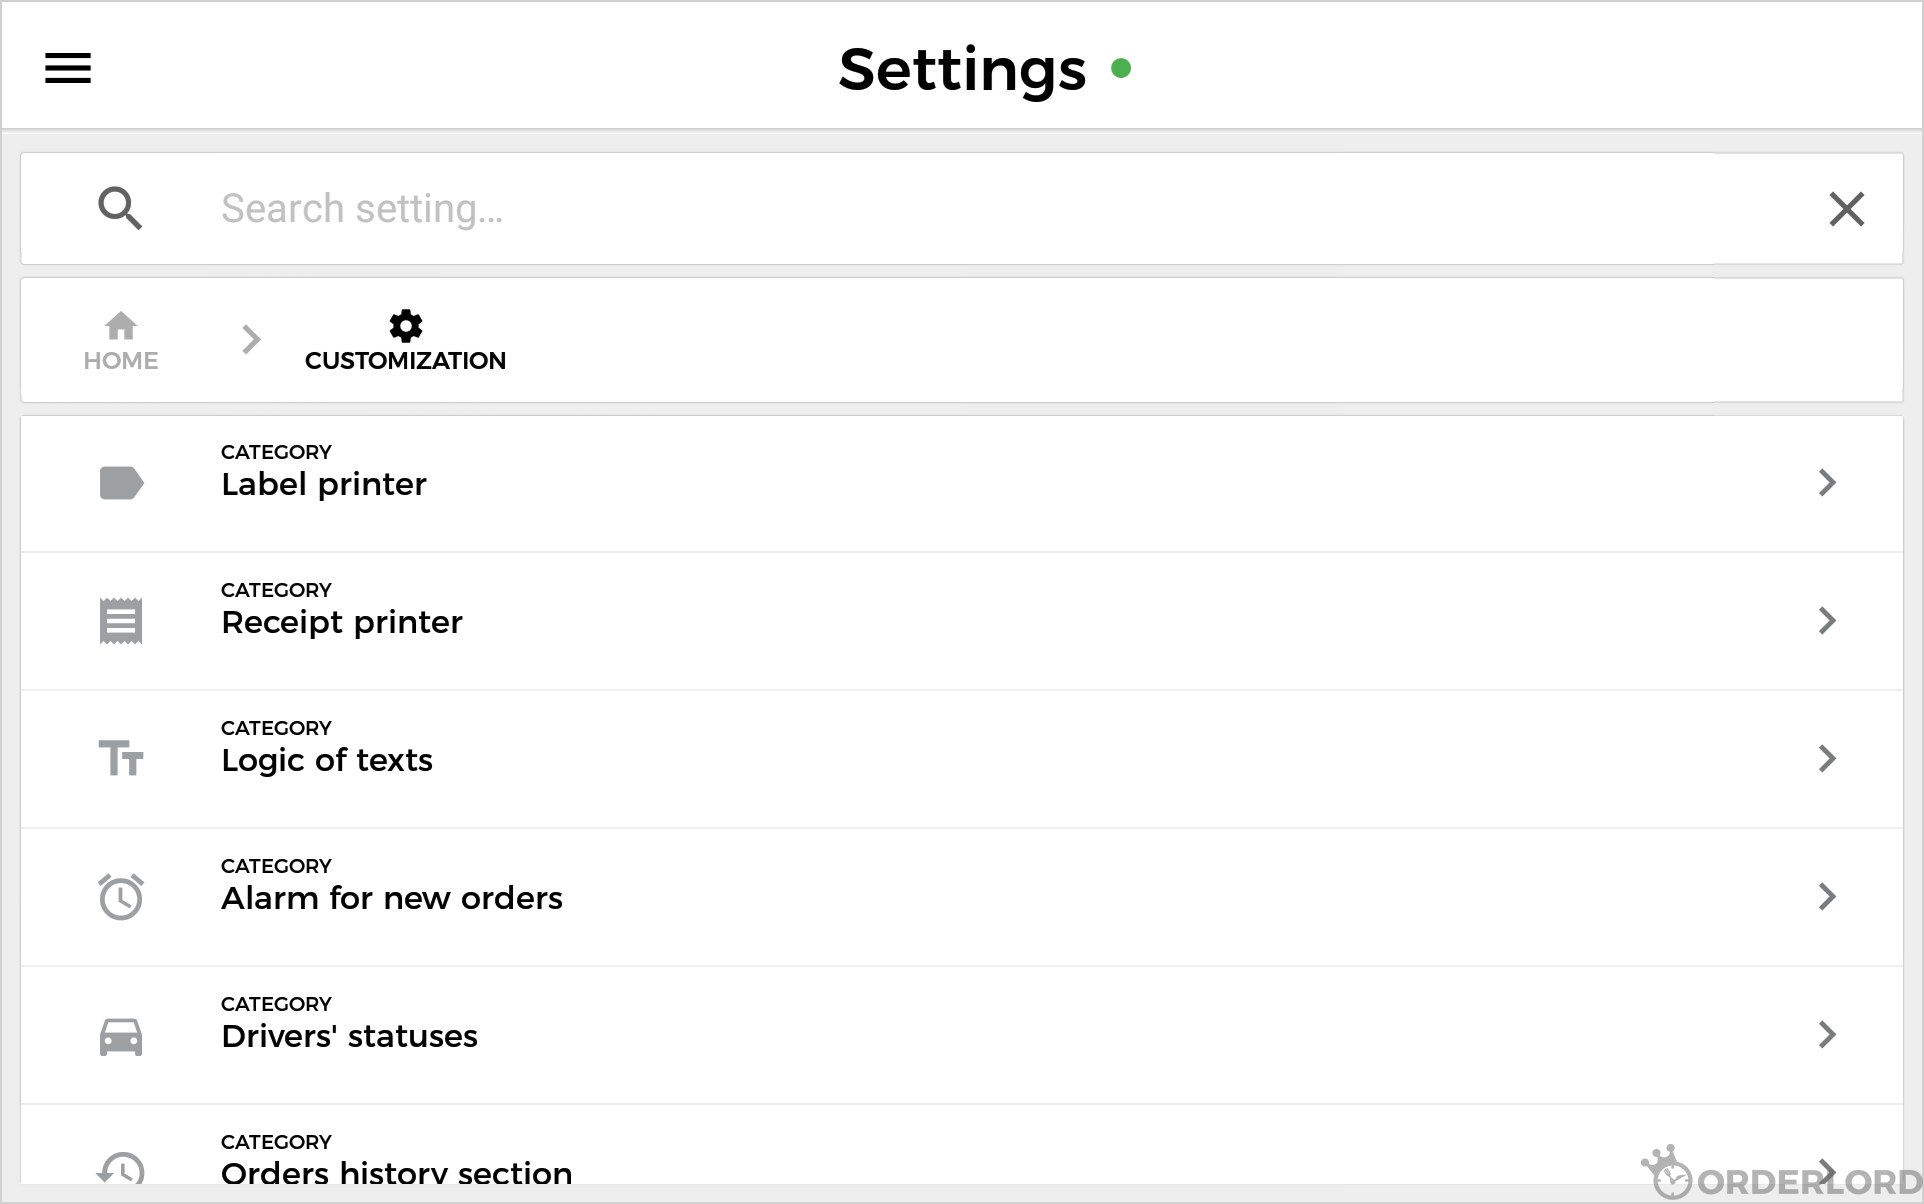 Settings
Search setting...
HOME
CUSTOMIZATION
CATEGORY
Label printer
CATEGORY
Receipt printer
CATEGORY
Logic of texts
CATEGORY
Alarm for new orders
CATEGORY
Drivers' statuses
CATEGORY
Orders history section
ORDERLORD